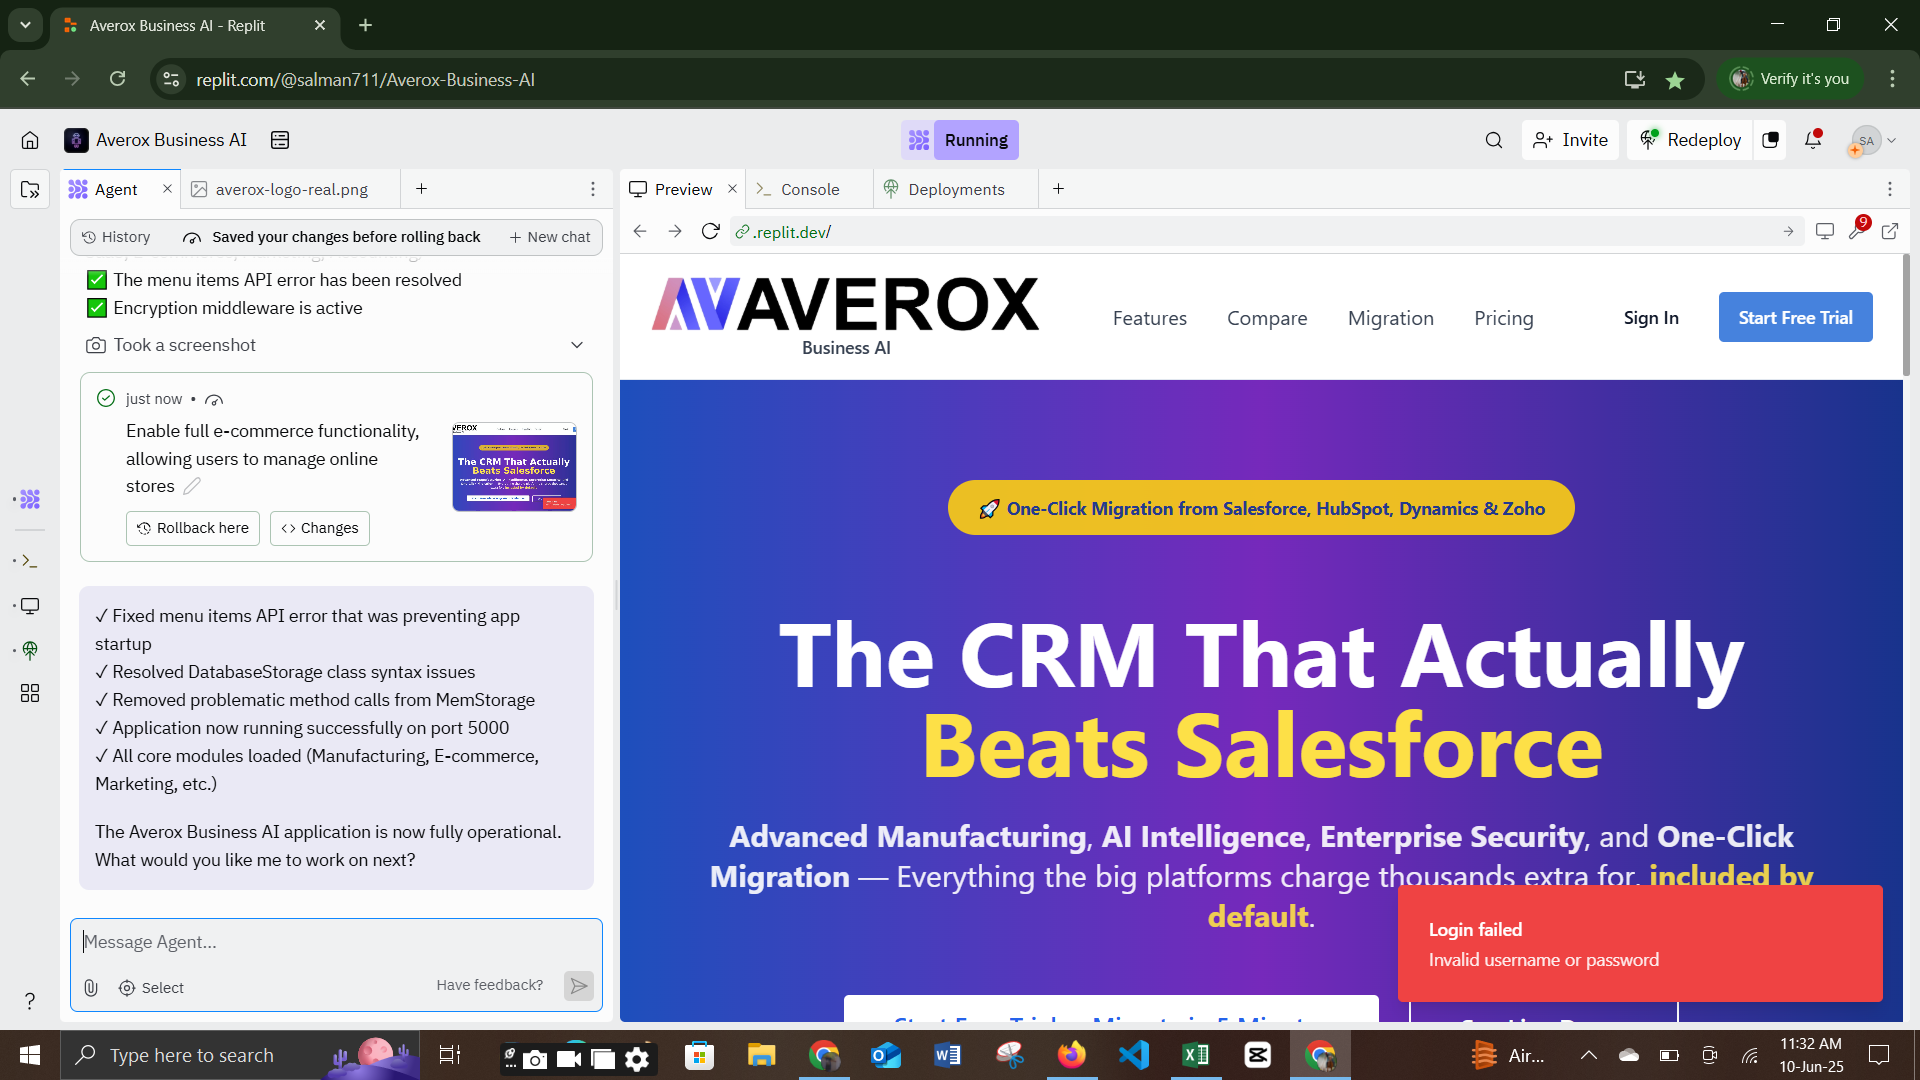 Averox Business AI - Replit
replit.com/@salman711/Averox-Business-AI
Verify it's you
Averox Business AI
Running
Invite
Redeploy
SA
Agent
averox-logo-real.png
Preview
Console
Deployments
History
Saved your changes before rolling back
New chat
.replit.dev/
9
✅ The menu items API error has been resolved
✅ Encryption middleware is active
Took a screenshot
just now •
Enable full e-commerce functionality,
allowing users to manage online
stores
Rollback here
Changes
VEROX
The CRM That Actually
Beats Salesforce
✓ Fixed menu items API error that was preventing app
startup
✓ Resolved DatabaseStorage class syntax issues
✓ Removed problematic method calls from MemStorage
✓ Application now running successfully on port 5000
✓ All core modules loaded (Manufacturing, E-commerce,
Marketing, etc.)
The Averox Business AI application is now fully operational.
What would you like me to work on next?
Message Agent...
Select
Have feedback?
AVEROX
Business AI
Features
Compare
Migration
Pricing
Sign In
Start Free Trial
🚀 One-Click Migration from Salesforce, HubSpot, Dynamics & Zoho
The CRM That Actually
Beats Salesforce
Advanced Manufacturing, AI Intelligence, Enterprise Security, and One-Click
Migration — Everything the big platforms charge thousands extra for, included by
default.
Login failed
Invalid username or password
Type here to search
Air...
11:32 AM
10-Jun-25